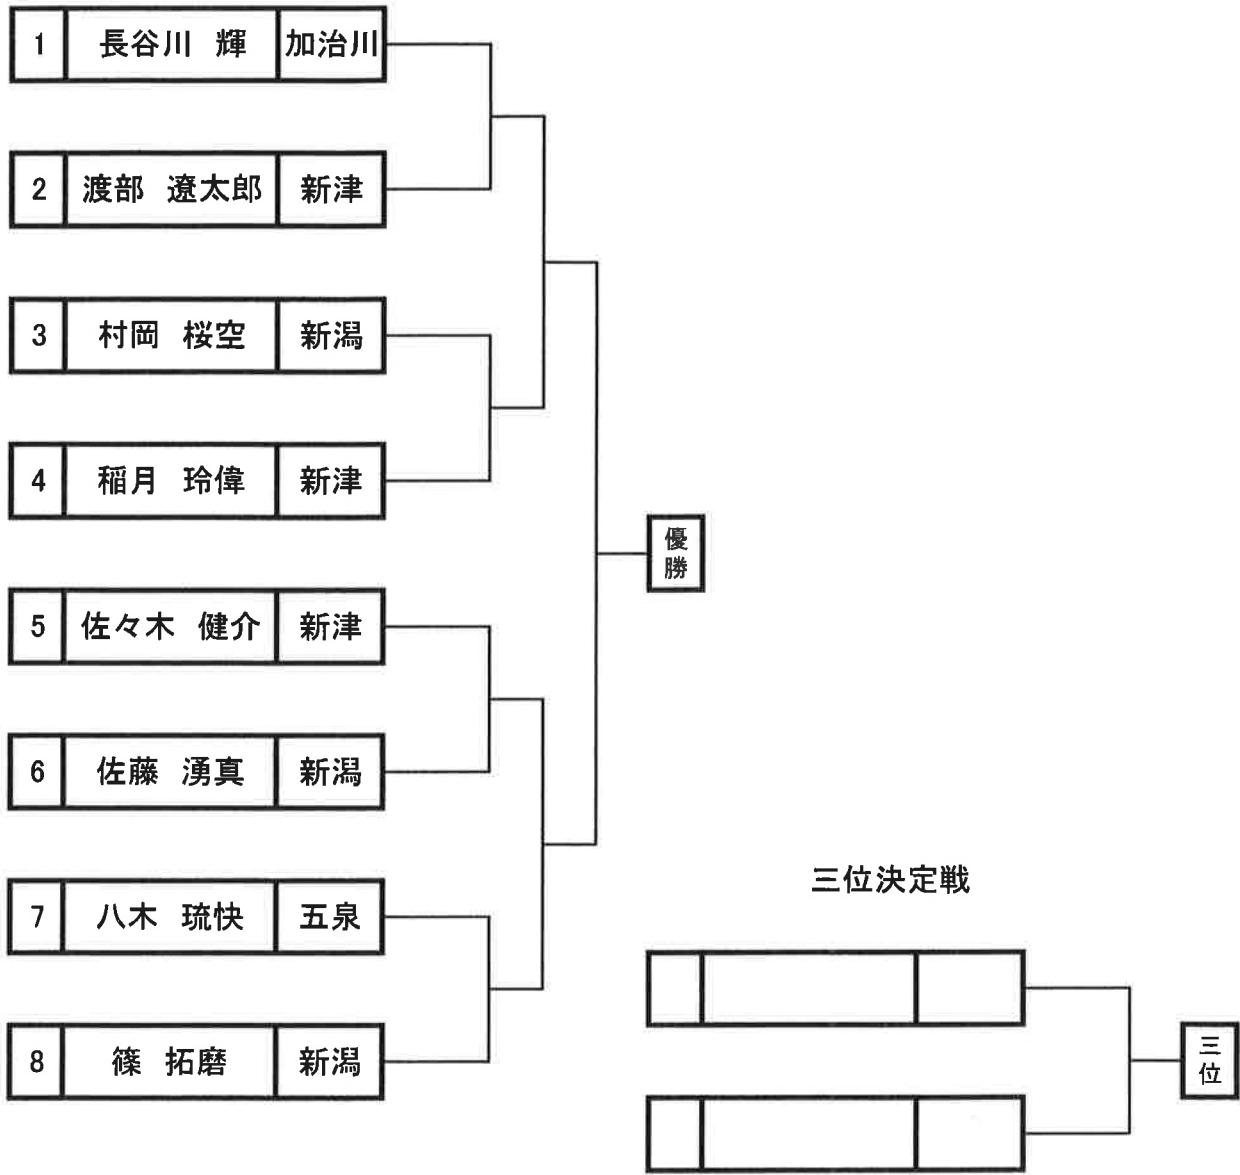 1 長谷川 輝 加治川
2 渡部 遼太郎 新津
3 村岡 桜空 新潟
4 稲月 玲偉 新津
優勝
5 佐々木 健介 新津
6 佐藤 湧真 新潟
三位決定戦
7 八木 琉快 五泉
8 篠 拓磨 新潟
三位